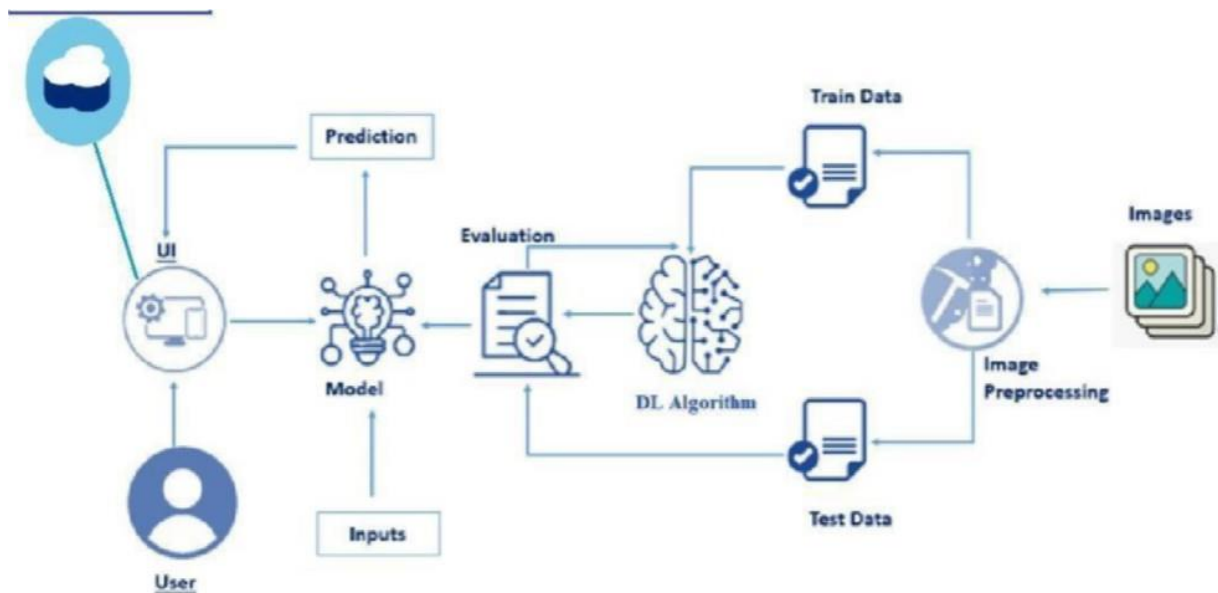 Train Data
Prediction
Images
Evaluation
UI
Image
Preprocessing
Model
DL Algorithm
Test Data
Inputs
User